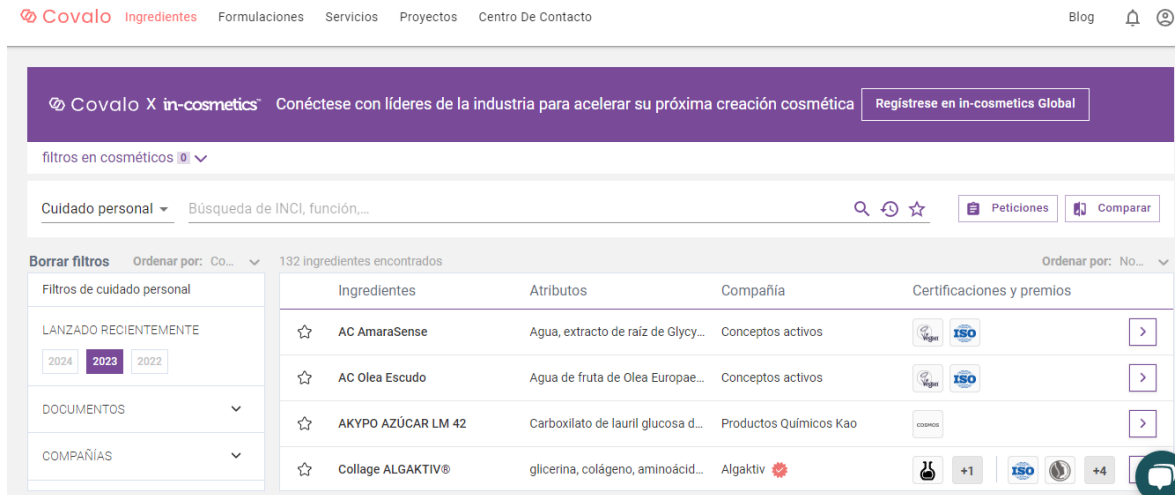 Covalo Ingredientes Formulaciones Servicios Proyectos Centro De Contacto Blog
Covalo X in-cosmetics Conéctese con líderes de la industria para acelerar su próxima creación cosmética Regístrese en in-cosmetics Global
filtros en cosméticos 0
Cuidado personal Búsqueda de INCI, función,... Peticiones Comparar
Borrar filtros Ordenar por: Co... 132 ingredientes encontrados Ordenar por: No...
Filtros de cuidado personal
Ingredientes Atributos Compañía Certificaciones y premios
LANZADO RECIENTEMENTE
2024 2023 2022
AC AmaraSense Agua, extracto de raíz de Glycy... Conceptos activos Vegan ISO
AC Olea Escudo Agua de fruta de Olea Europae... Conceptos activos Vegan ISO
DOCUMENTOS
AKYPO AZÚCAR LM 42 Carboxilato de lauril glucosa d... Productos Químicos Kao COSMOS
COMPAÑÍAS
Collage ALGAKTIV® glicerina, colágeno, aminoácid... Algaktiv +1 ISO +4